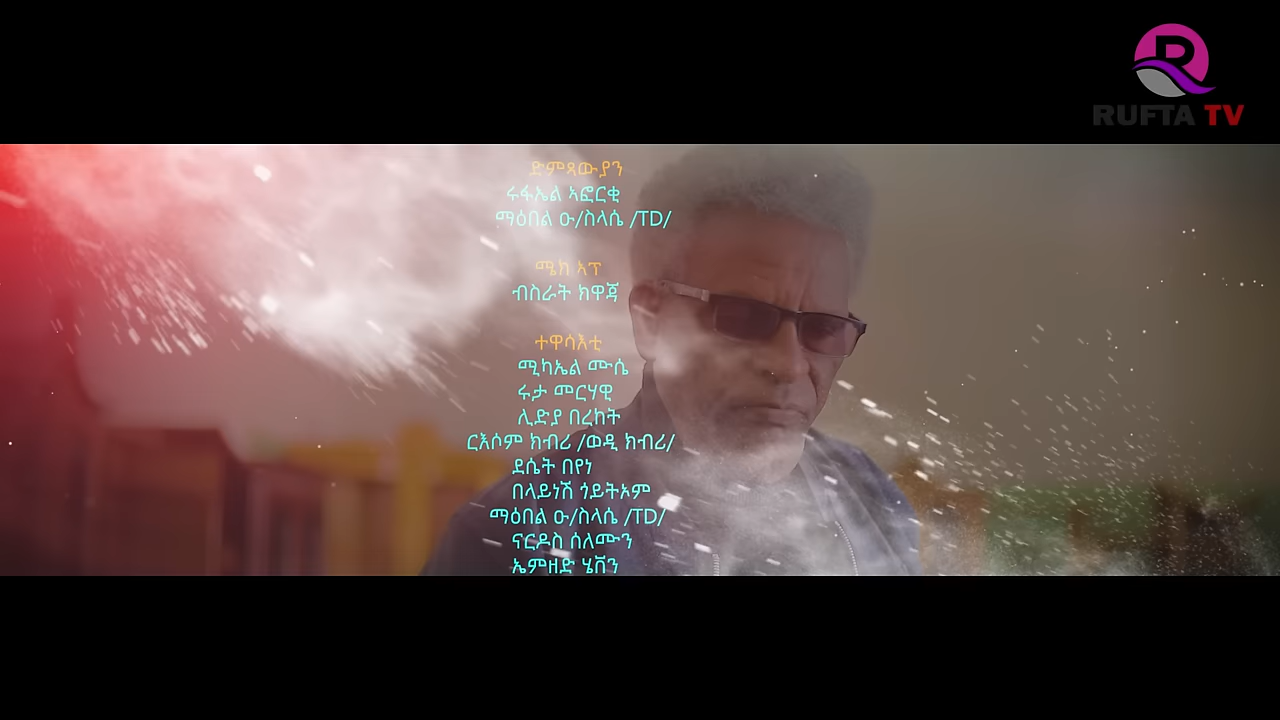 RUFTA TV
ድምጻውያን
ሩፋኤል ኣፎርቂ
ማዕበል ዑ/ስላሴ /TD/
ሜክ ኣፕ
ብስራት ክዋጃ
ተዋሳእቲ
ሚካኤል ሙሴ
ሩታ መርሃዊ
ሊድያ በረከት
ርእሶም ክብሪ /ወዲ ክብሪ/
ደሴት በየነ
በላይነሽ ጎይትኦም
ማዕበል ዑ/ስላሴ /TD/
ናርዶስ ሰለሙን
ኤምዘድ ሄቨን